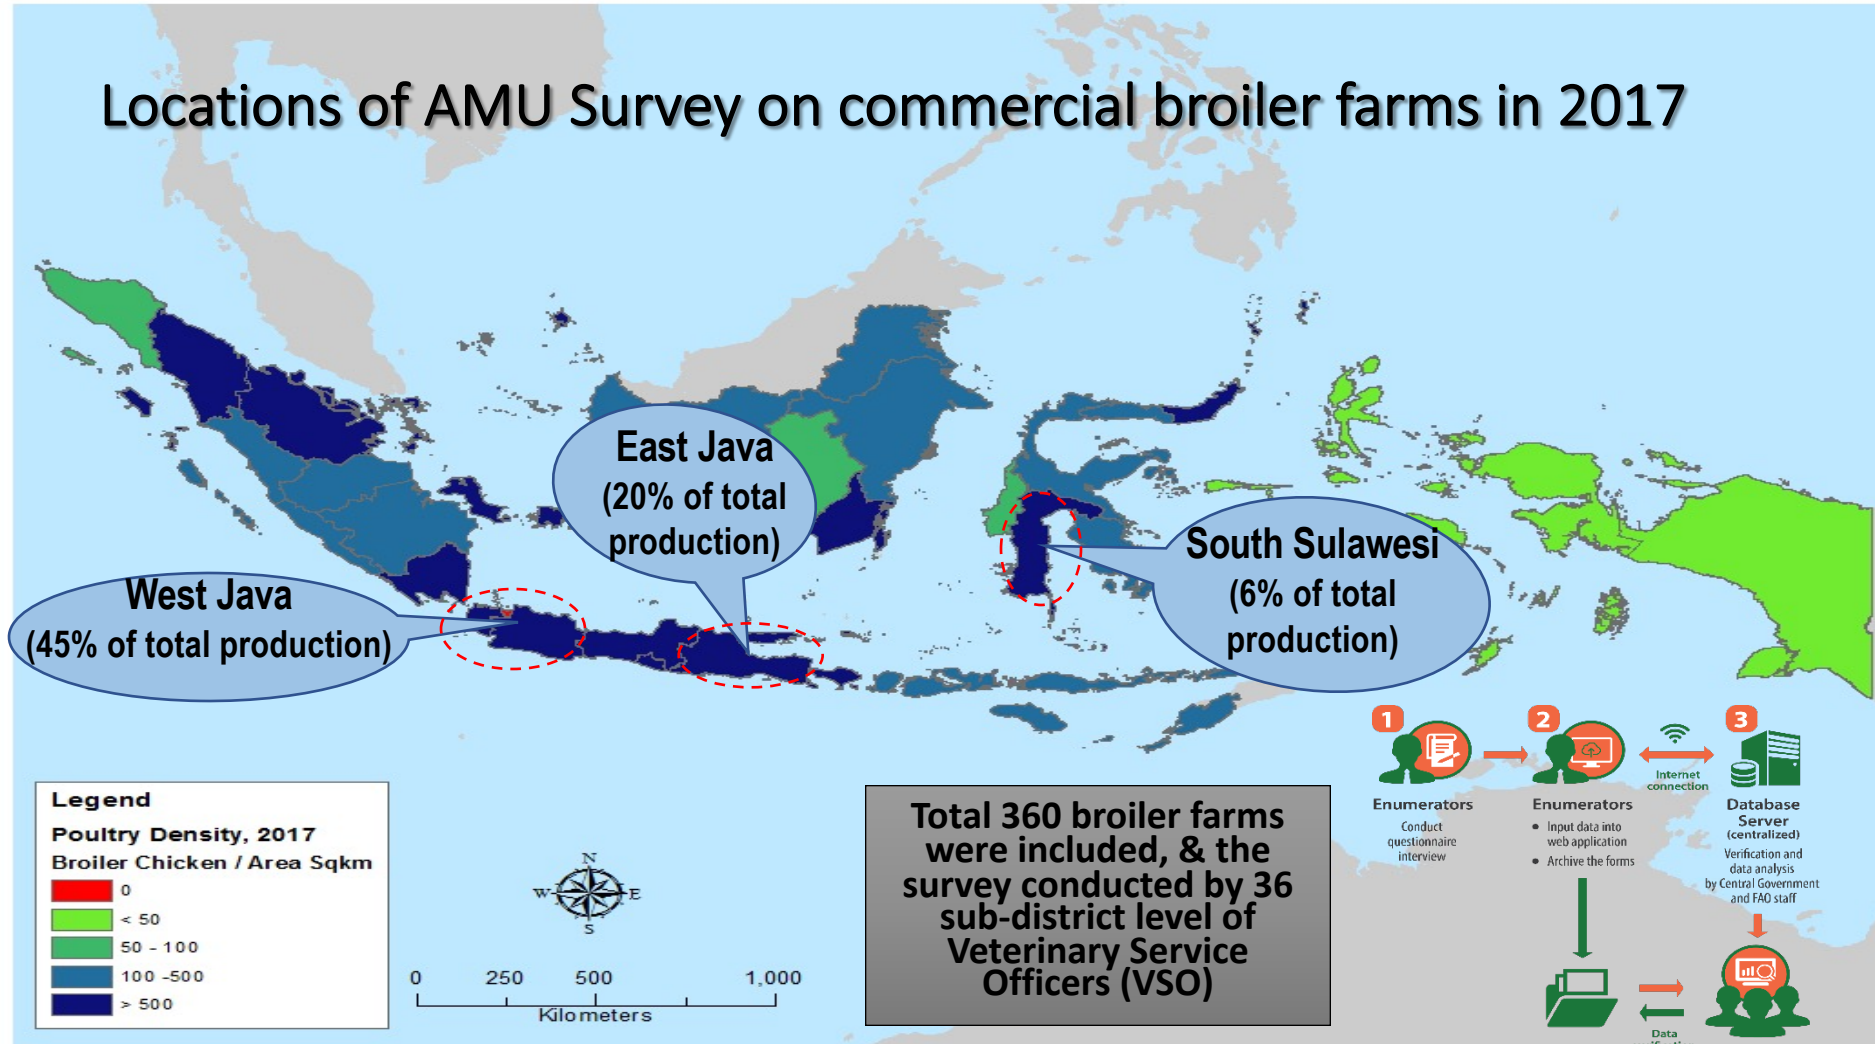 Locations of AMU Survey on commercial broiler farms in 2017
East Java
(20% of total
production)
South Sulawesi
(6% of total
production)
West Java
(45% of total production)
Legend
Poultry Density, 2017
Broiler Chicken / Area Sqkm
0
< 50
50 - 100
100 -500
> 500
N
W
E
S
0
250
500
1,000
Kilometers
Total 360 broiler farms
were included, & the
survey conducted by 36
sub-district level of
Veterinary Service
Officers (VSO)
1
Enumerators
Conduct
questionnaire
interview
2
Enumerators
• Input data into
web application
• Archive the forms
Internet
connection
3
Database
Server
(centralized)
Verification and
data analysis
by Central Government
and FAO staff
Data